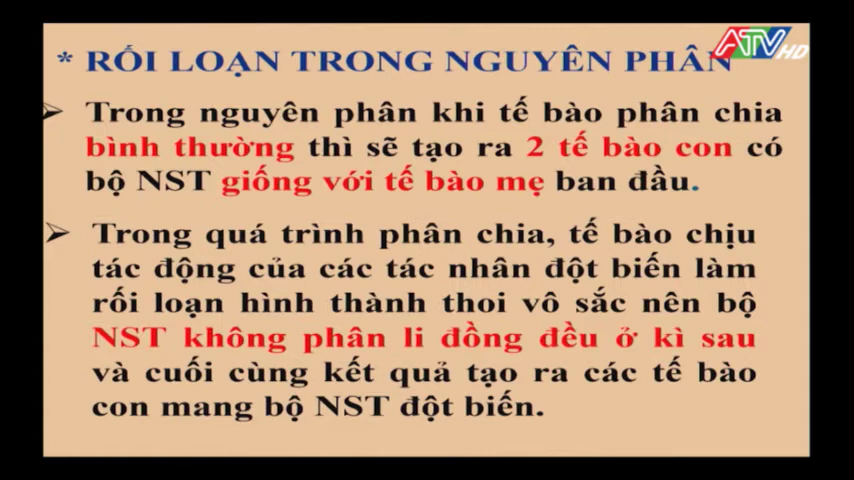 * RỐI LOẠN TRONG NGUYÊN PHÂN
ATV HD
➢ Trong nguyên phân khi tế bào phân chia
bình thường thì sẽ tạo ra 2 tế bào con có
bộ NST giống với tế bào mẹ ban đầu.
➢ Trong quá trình phân chia, tế bào chịu
tác động của các tác nhân đột biến làm
rối loạn hình thành thoi vô sắc nên bộ
NST không phân li đồng đều ở kì sau
và cuối cùng kết quả tạo ra các tế bào
con mang bộ NST đột biến.